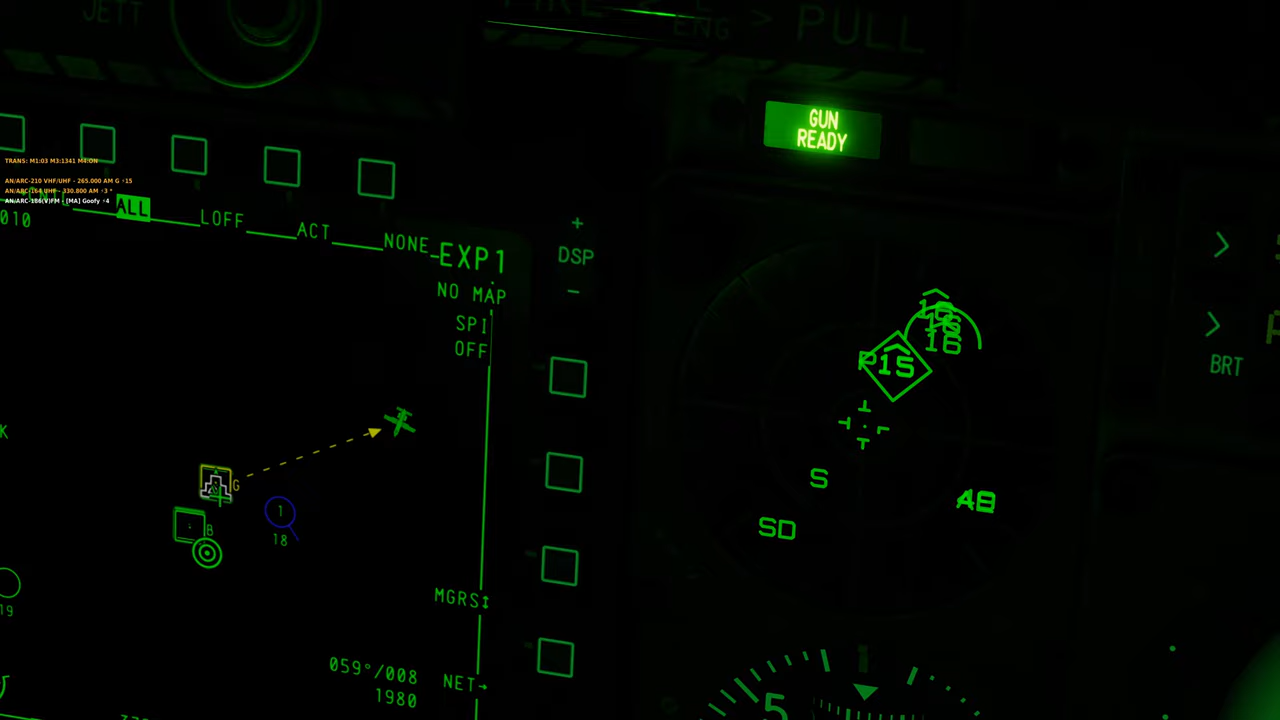 JETT
ENG > PULL
GUN
READY
TRANS: M1:03 M3:1341 M4:ON
AN/ARC-210 VHF/UHF - 265.000 AM G ♯15
AN/ARC-164 UHF - 330.800 AM ♯3 *
AN/ARC-186(V)FM - [MA] Goofy ♯4
ALL
LOFF
ACT
NONE
010
EXP1
NO MAP
SPI
OFF
+
DSP
-
16
P15
S
AB
SD
BRT
K
G
B
1
18
19
MGRS↕
059°/008
1980
NET→
5